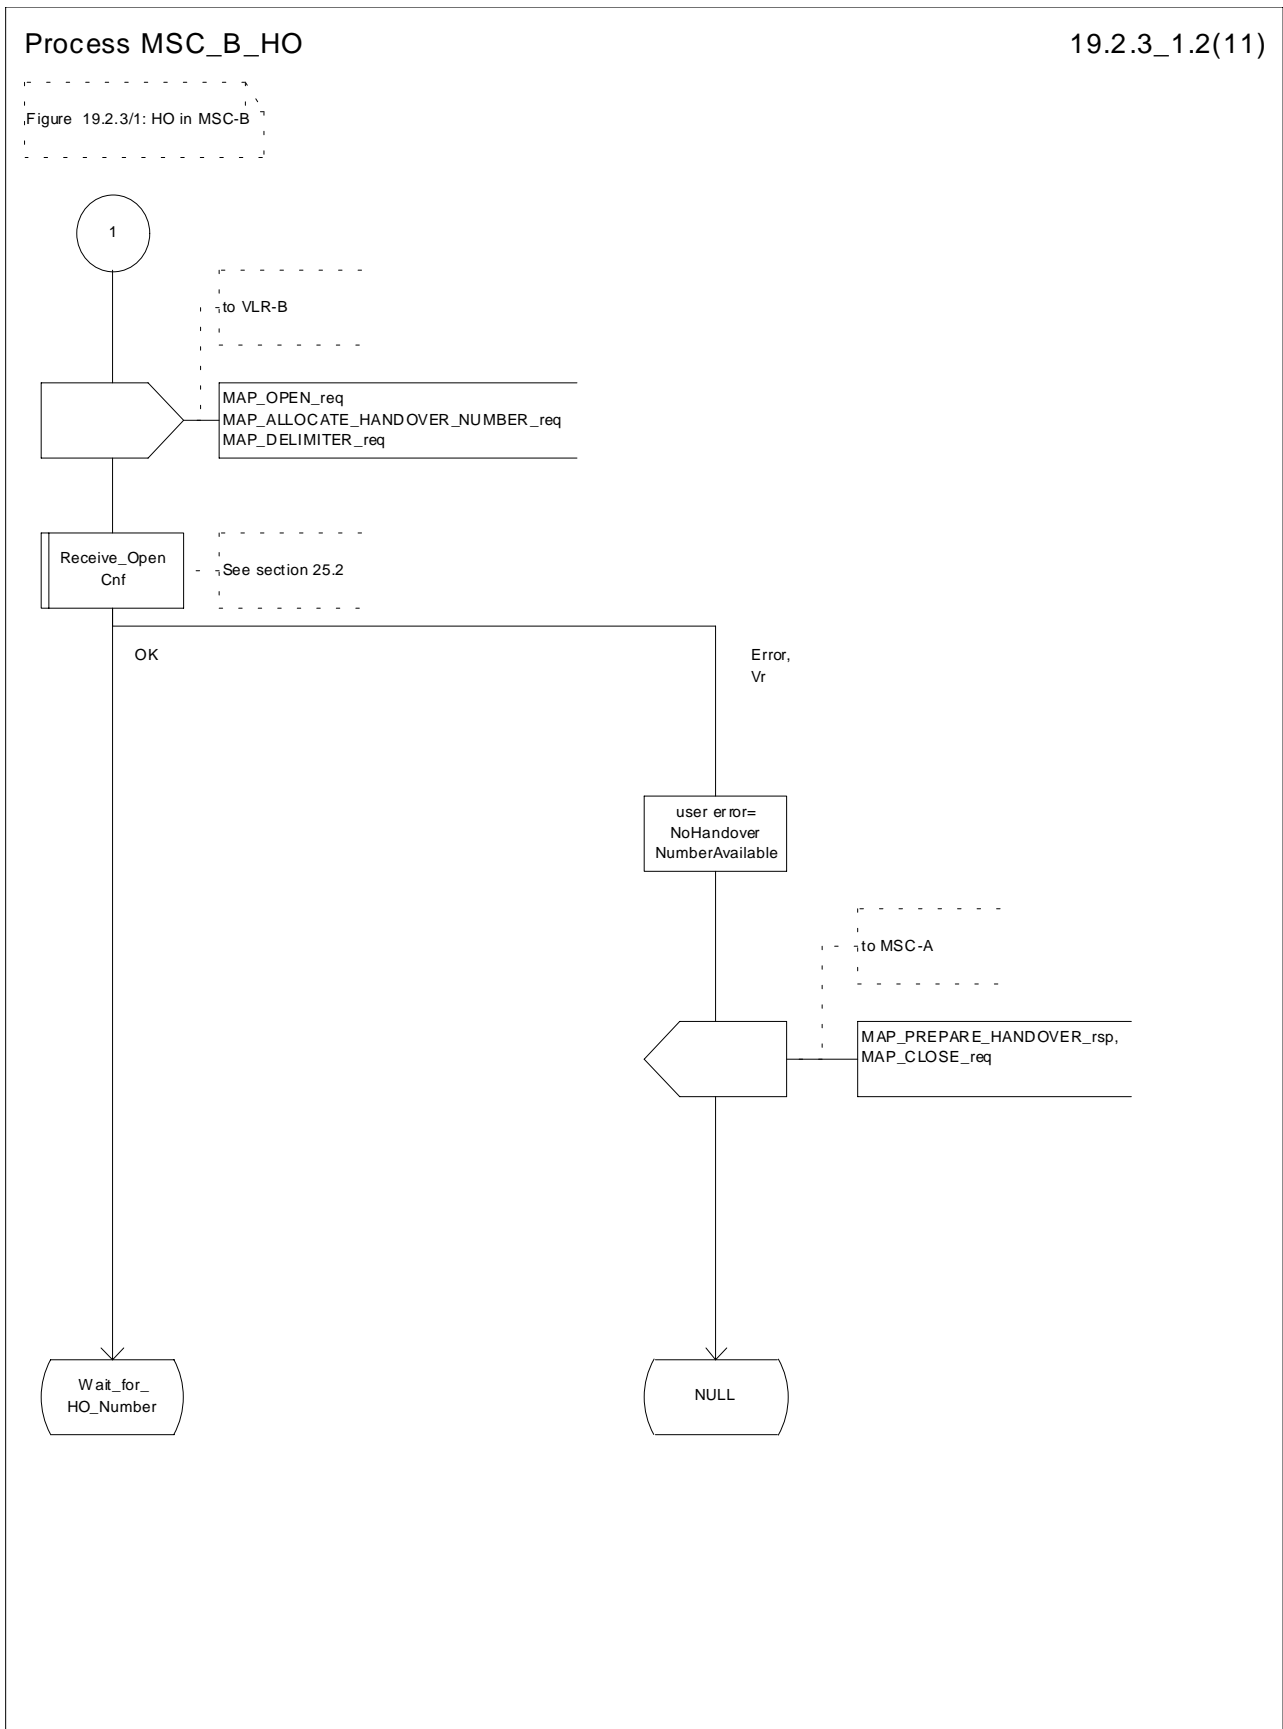 Process MSC_B_HO
19.2.3_1.2(11)
Figure 19.2.3/1: HO in MSC-B
1
to VLR-B
MAP_OPEN_req
MAP_ALLOCATE_HANDOVER_NUMBER_req
MAP_DELIMITER_req
Receive_Open
Cnf
See section 25.2
OK
Error,
Vr
user error=
NoHandover
NumberAvailable
to MSC-A
MAP_PREPARE_HANDOVER_rsp,
MAP_CLOSE_req
Wait_for_
HO_Number
NULL